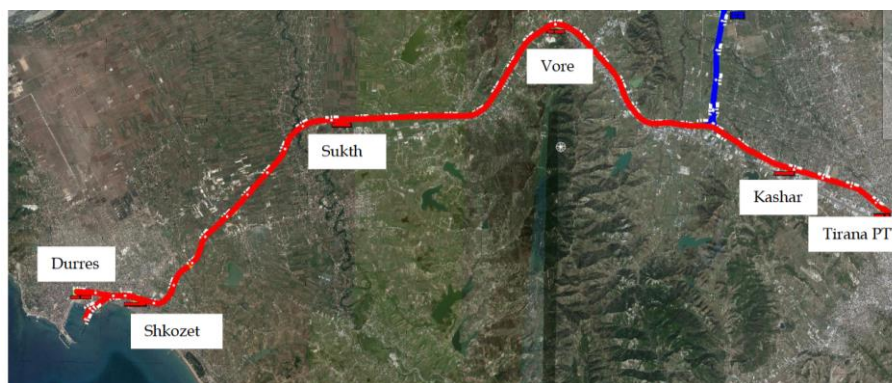 Vore
Sukth
Kashar
Tirana PT
Durres
Shkozet